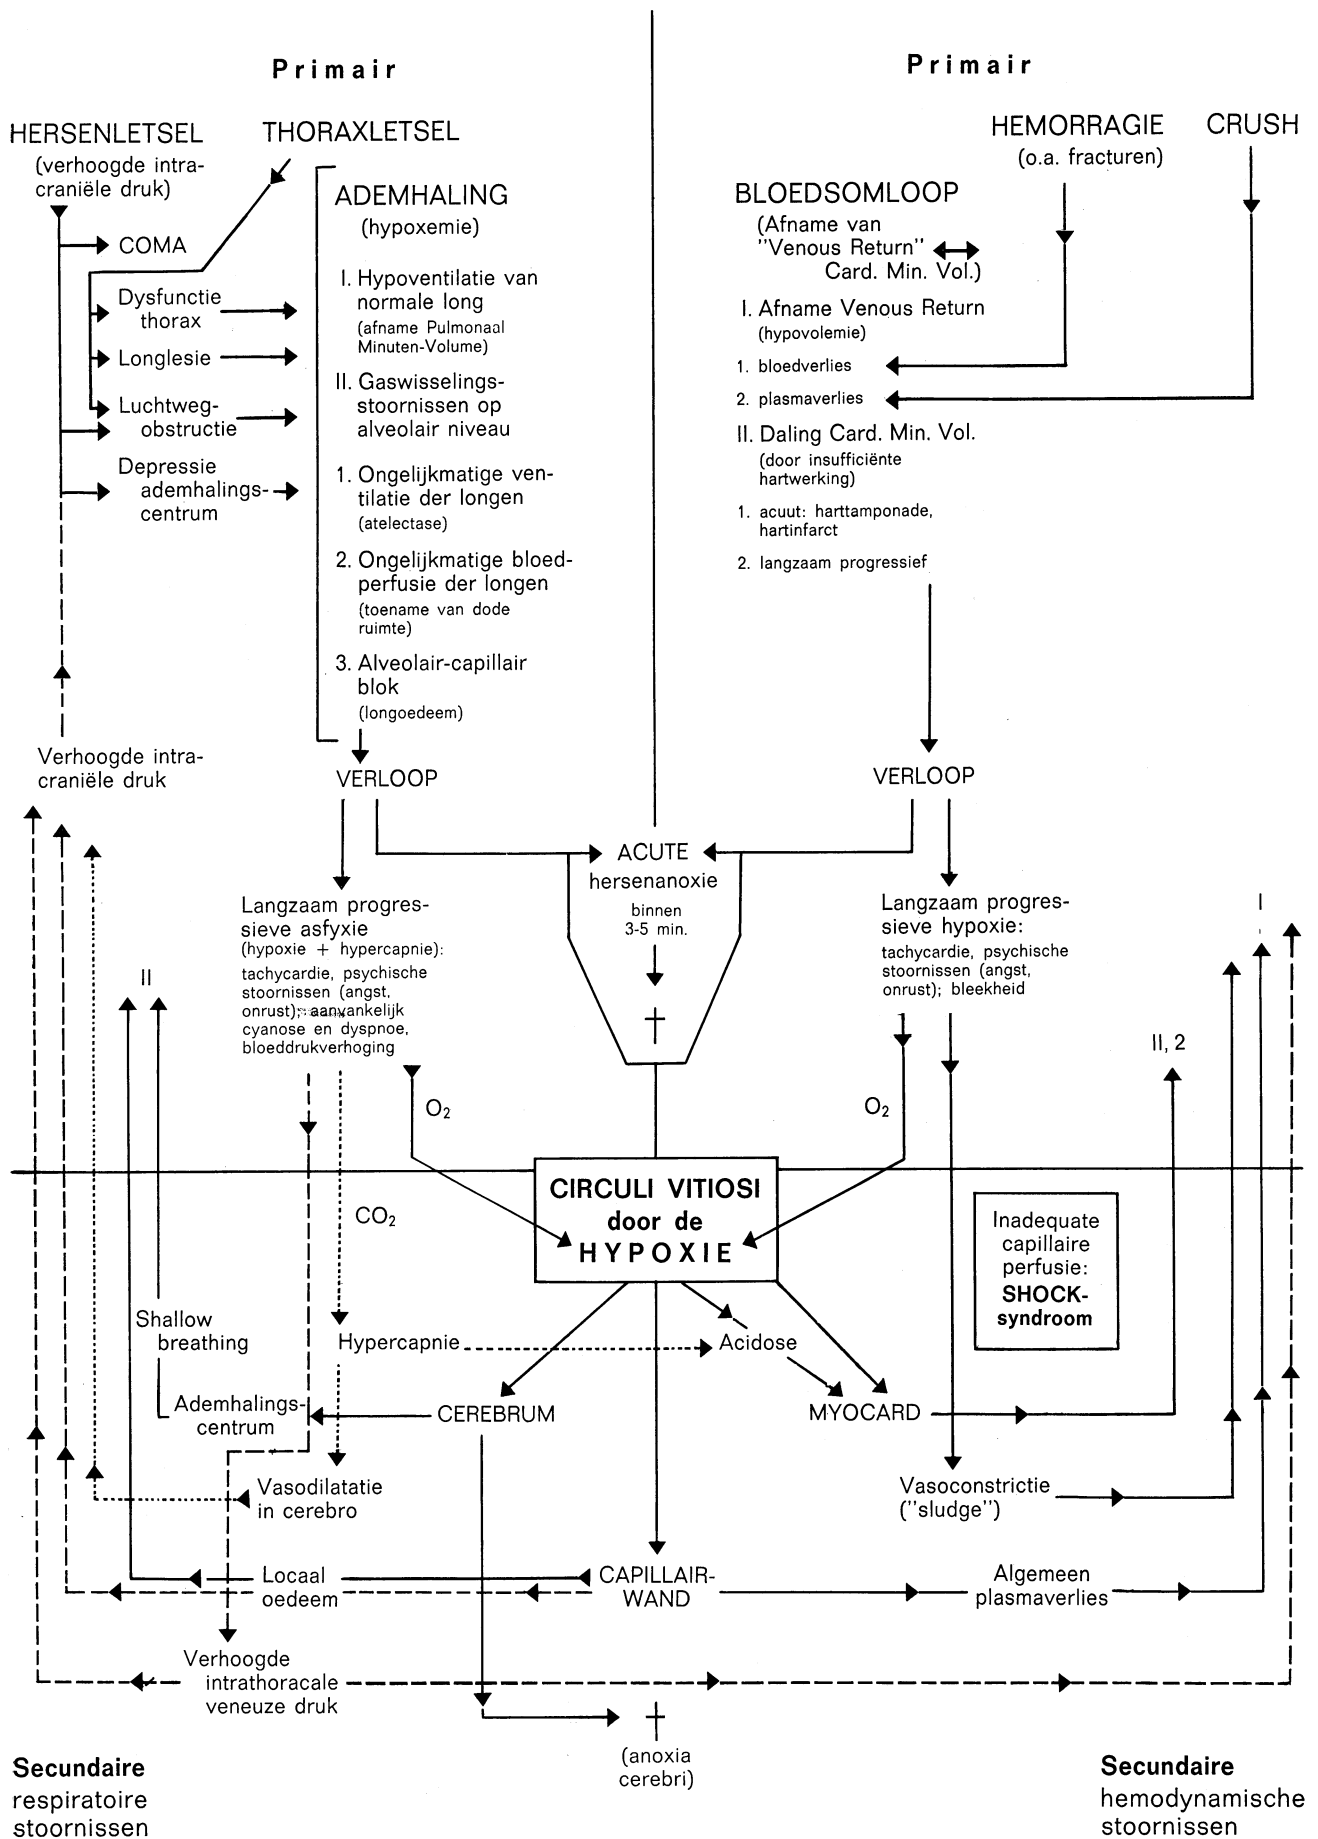 Primair
HERSENLETSEL
(verhoogde intra-
craniële druk)
THORAXLETSEL
COMA
Dysfunctie
thorax
Longlesie
Luchtweg-
obstructie
Depressie
ademhalings-
centrum
ADEMHALING
(hypoxemie)
I. Hypoventilatie van
normale long
(afname Pulmonaal
Minuten-Volume)
II. Gaswisselings-
stoornissen op
alveolair niveau
1. Ongelijkmatige ven-
tilatie der longen
(atelectase)
2. Ongelijkmatige bloed-
perfusie der longen
(toename van dode
ruimte)
3. Alveolair-capillair
blok
(longoedeem)
VERLOOP
Verhoogde intra-
craniële druk
Primair
HEMORRAGIE
(o.a. fracturen)
CRUSH
BLOEDSOMLOOP
(Afname van
"Venous Return"
Card. Min. Vol.)
I. Afname Venous Return
(hypovolemie)
1. bloedverlies
2. plasmaverlies
II. Daling Card. Min. Vol.
(door insufficiënte
hartwerking)
1. acuut: harttamponade,
hartinfarct
2. langzaam progressief
VERLOOP
ACUTE
hersenanoxie
binnen
3-5 min.
Langzaam progres-
sieve asfyxie
(hypoxie + hypercapnie):
tachycardie, psychische
stoornissen (angst,
onrust); aanvankelijk
cyanose en dyspnoe,
bloeddrukverhoging
II
Langzaam progres-
sieve hypoxie:
tachycardie, psychische
stoornissen (angst,
onrust); bleekheid
I
II, 2
O2
O2
CO2
CIRCULI VITIOSI
door de
HYPOXIE
Inadequate
capillaire
perfusie:
SHOCK-
syndroom
Shallow
breathing
Hypercapnie
Acidose
Ademhalings-
centrum
CEREBRUM
MYOCARD
Vasodilatatie
in cerebro
Vasoconstrictie
("sludge")
Locaal
oedeem
CAPILLAIR-
WAND
Algemeen
plasmaverlies
Verhoogde
intrathoracale
veneuze druk
(anoxia
cerebri)
Secundaire
respiratoire
stoornissen
Secundaire
hemodynamische
stoornissen